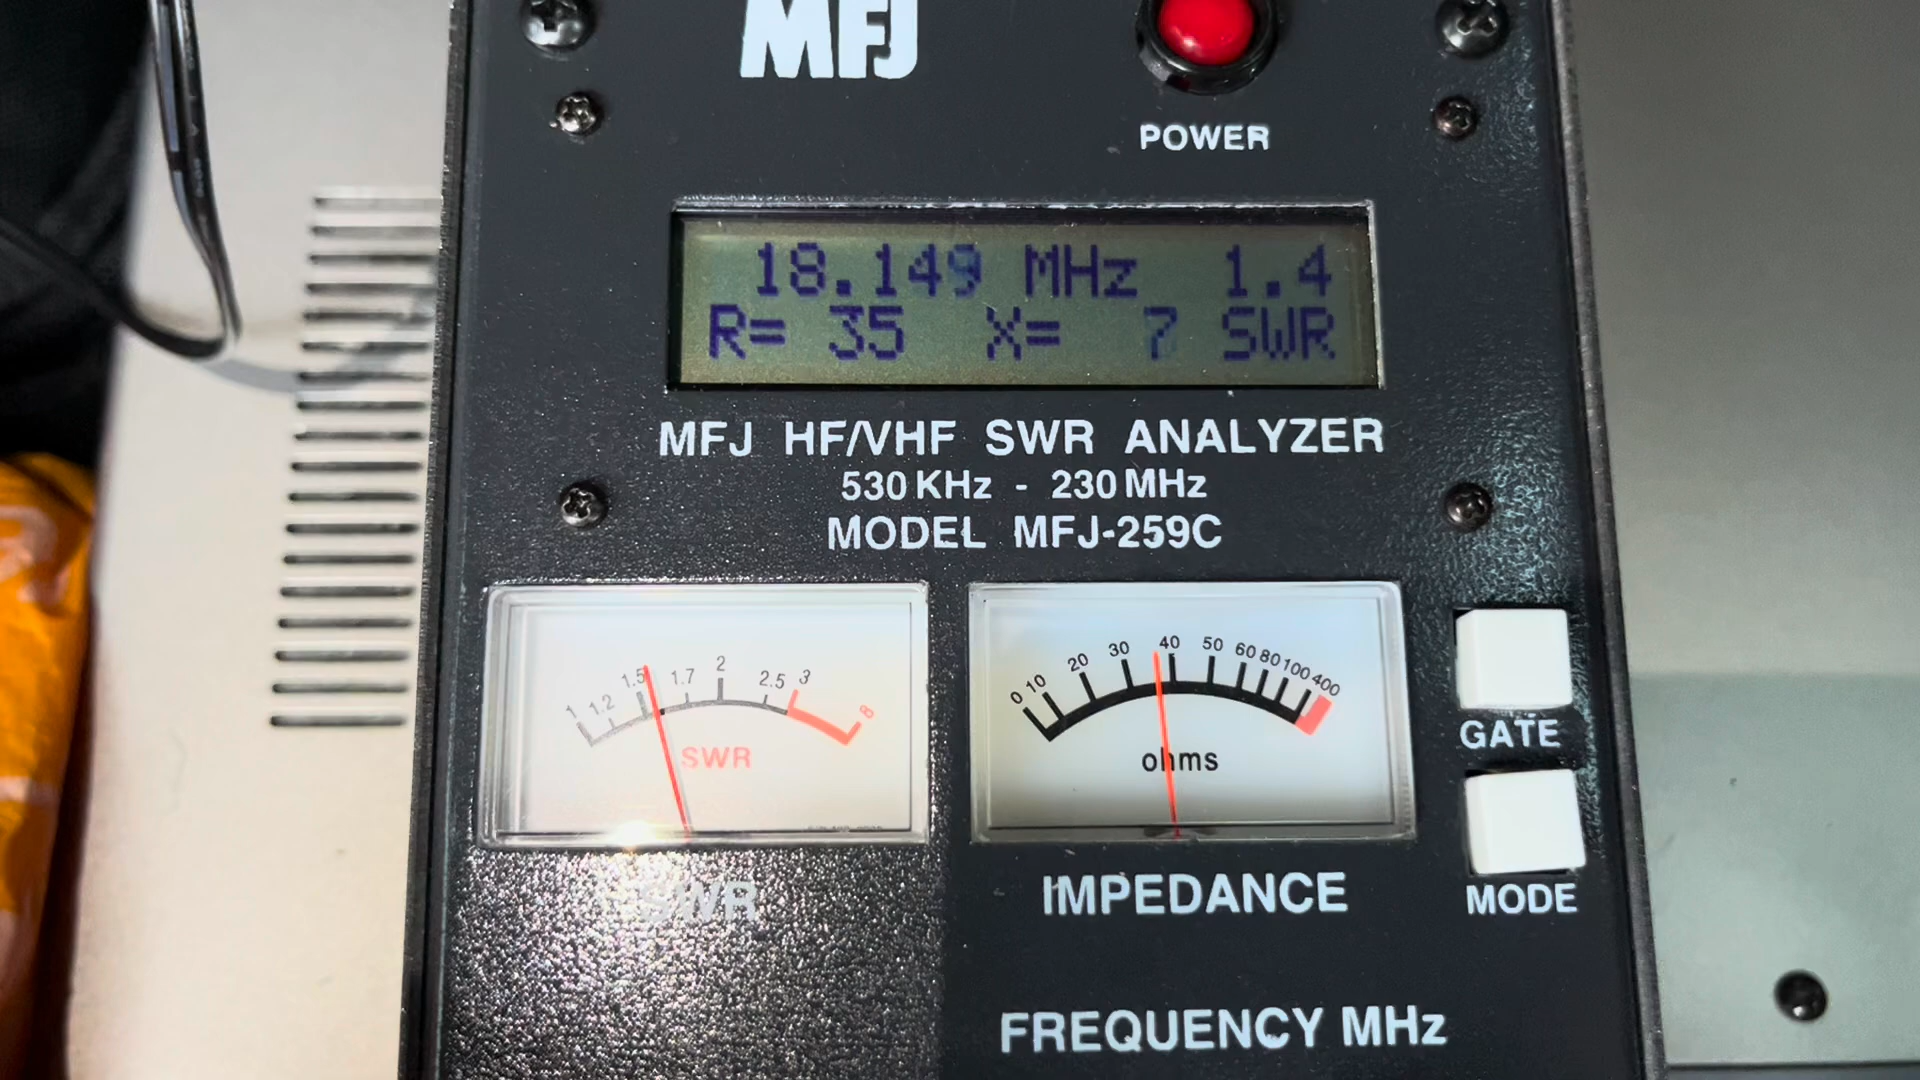 MFJ
POWER
18.149 MHz 1.4
R= 35 X= 7 SWR
MFJ HF/VHF SWR ANALYZER
530 KHz - 230 MHz
MODEL MFJ-259C
1 1.2 1.5 1.7 2 2.5 3 8
SWR
0 10 20 30 40 50 60 80 100 400
ohms
GATE
SWR
IMPEDANCE
MODE
FREQUENCY MHz